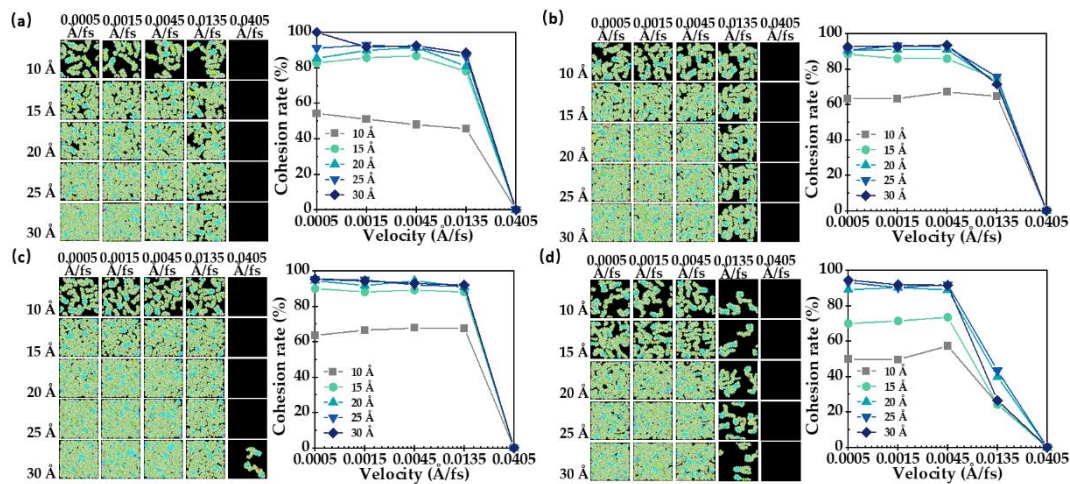 (a)
0.0005 0.0015 0.0045 0.0135 0.0405
Å/fs Å/fs Å/fs Å/fs Å/fs
10 Å
15 Å
20 Å
25 Å
30 Å
Cohesion rate (%)
100
80
60
40
20
0
10 Å
15 Å
20 Å
25 Å
30 Å
0.0005 0.0015 0.0045 0.0135 0.0405
Velocity (Å/fs)
(b)
0.0005 0.0015 0.0045 0.0135 0.0405
Å/fs Å/fs Å/fs Å/fs Å/fs
10 Å
15 Å
20 Å
25 Å
30 Å
Cohesion rate (%)
100
80
60
40
20
0
10 Å
15 Å
20 Å
25 Å
30 Å
0.0005 0.0015 0.0045 0.0135 0.0405
Velocity (Å/fs)
(c)
0.0005 0.0015 0.0045 0.0135 0.0405
Å/fs Å/fs Å/fs Å/fs Å/fs
10 Å
15 Å
20 Å
25 Å
30 Å
Cohesion rate (%)
100
80
60
40
20
0
10 Å
15 Å
20 Å
25 Å
30 Å
0.0005 0.0015 0.0045 0.0135 0.0405
Velocity (Å/fs)
(d)
0.0005 0.0015 0.0045 0.0135 0.0405
Å/fs Å/fs Å/fs Å/fs Å/fs
10 Å
15 Å
20 Å
25 Å
30 Å
Cohesion rate (%)
100
80
60
40
20
0
10 Å
15 Å
20 Å
25 Å
30 Å
0.0005 0.0015 0.0045 0.0135 0.0405
Velocity (Å/fs)